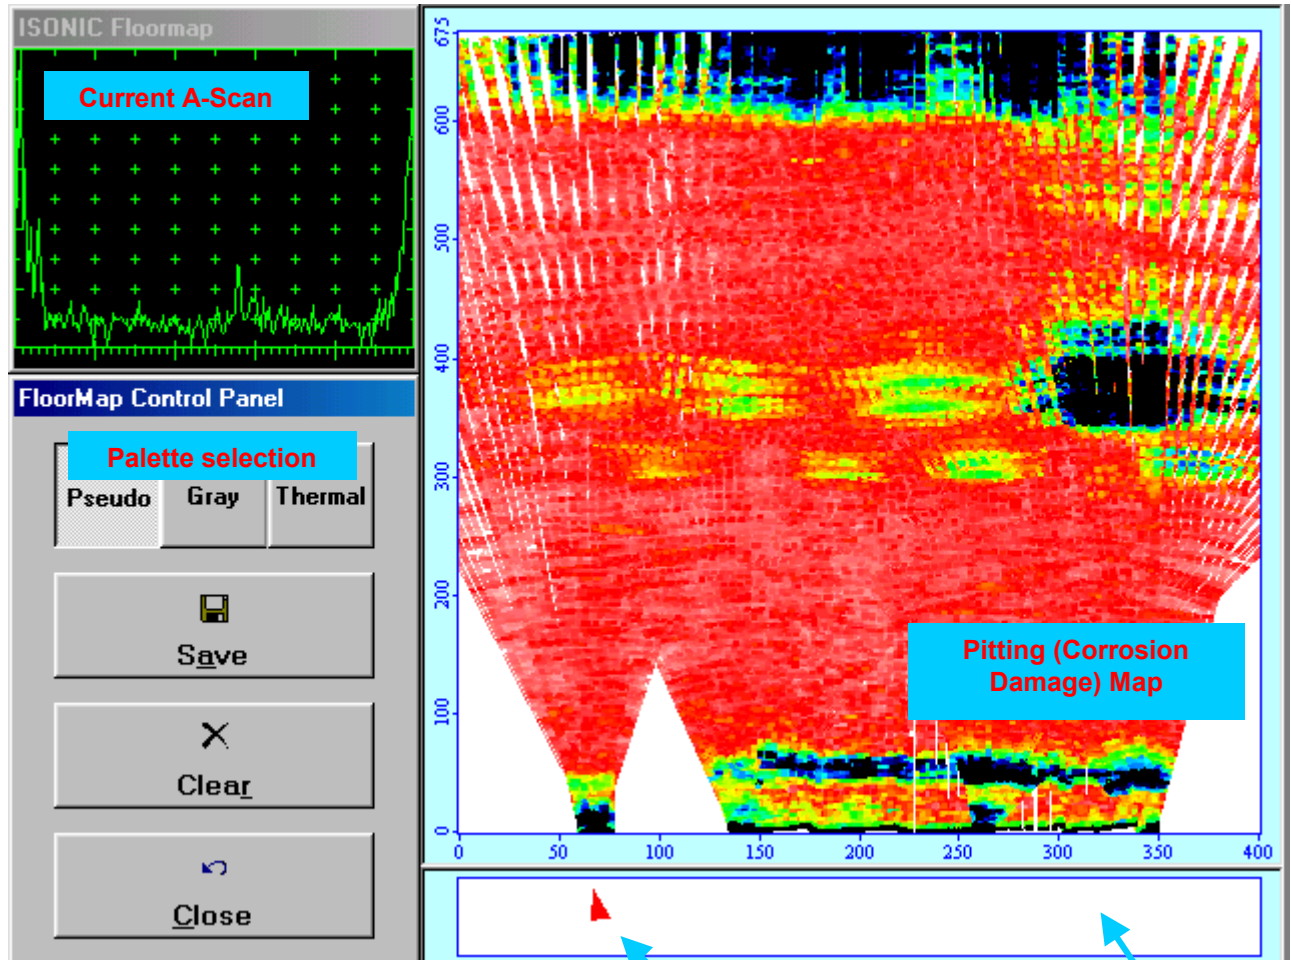 ISONIC Floormap
Current A-Scan
FloorMap Control Panel
Palette selection
Pseudo
Gray
Thermal
Save
Clear
Close
675
600
500
400
300
200
100
0
Pitting (Corrosion
Damage) Map
0 50 100 150 200 250 300 350 400